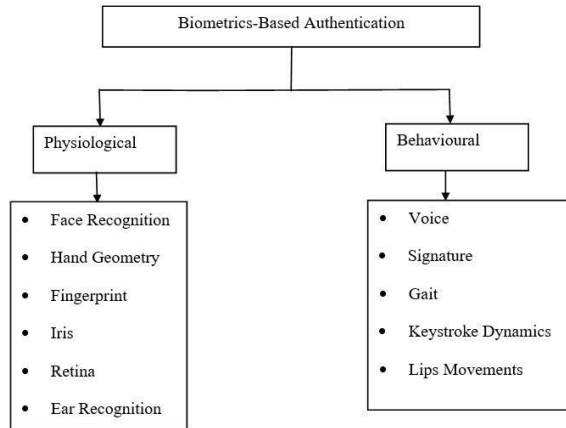 Biometrics-Based Authentication
Physiological
Behavioural
• Face Recognition
• Hand Geometry
• Fingerprint
• Iris
• Retina
• Ear Recognition
• Voice
• Signature
• Gait
• Keystroke Dynamics
• Lips Movements